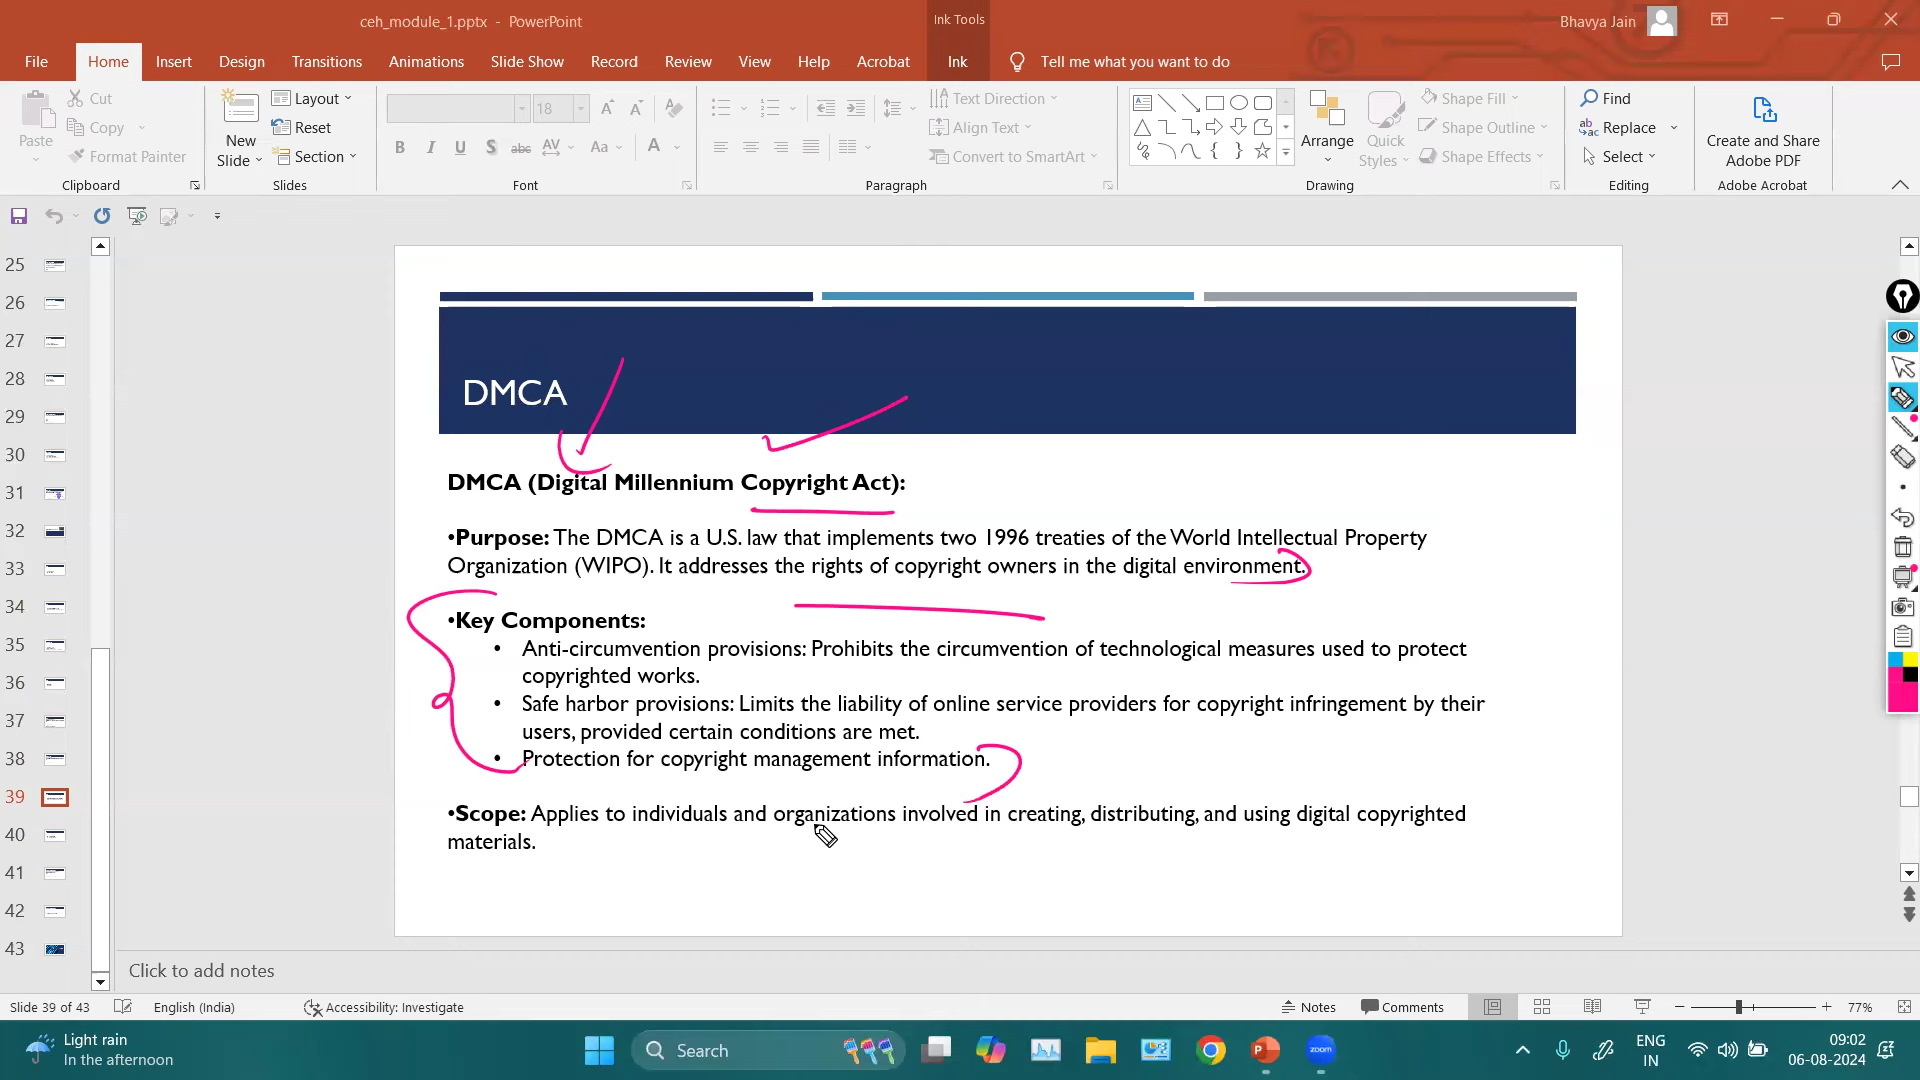 Ink Tools
ceh_module_1.pptx - PowerPoint
Bhavya Jain
File Home Insert Design Transitions Animations Slide Show Record Review View Help Acrobat Ink Tell me what you want to do
Paste
Cut
Copy
Format Painter
Clipboard
New Slide
Layout
Reset
Section
Slides
18
B I U S abc AV Aa A
Font
Text Direction
Align Text
Convert to SmartArt
Paragraph
Arrange
Quick Styles
Shape Fill
Shape Outline
Shape Effects
Drawing
Find
Replace
Select
Editing
Create and Share
Adobe PDF
Adobe Acrobat
25
26
27
28
29
30
31
32
33
34
35
36
37
38
39
40
41
42
43
DMCA
DMCA (Digital Millennium Copyright Act):
•Purpose: The DMCA is a U.S. law that implements two 1996 treaties of the World Intellectual Property
Organization (WIPO). It addresses the rights of copyright owners in the digital environment.
•Key Components:
• Anti-circumvention provisions: Prohibits the circumvention of technological measures used to protect
copyrighted works.
• Safe harbor provisions: Limits the liability of online service providers for copyright infringement by their
users, provided certain conditions are met.
• Protection for copyright management information.
•Scope: Applies to individuals and organizations involved in creating, distributing, and using digital copyrighted
materials.
Click to add notes
Slide 39 of 43 English (India) Accessibility: Investigate Notes Comments 77%
Light rain
In the afternoon
Search
zoom
ENG
IN
09:02
06-08-2024